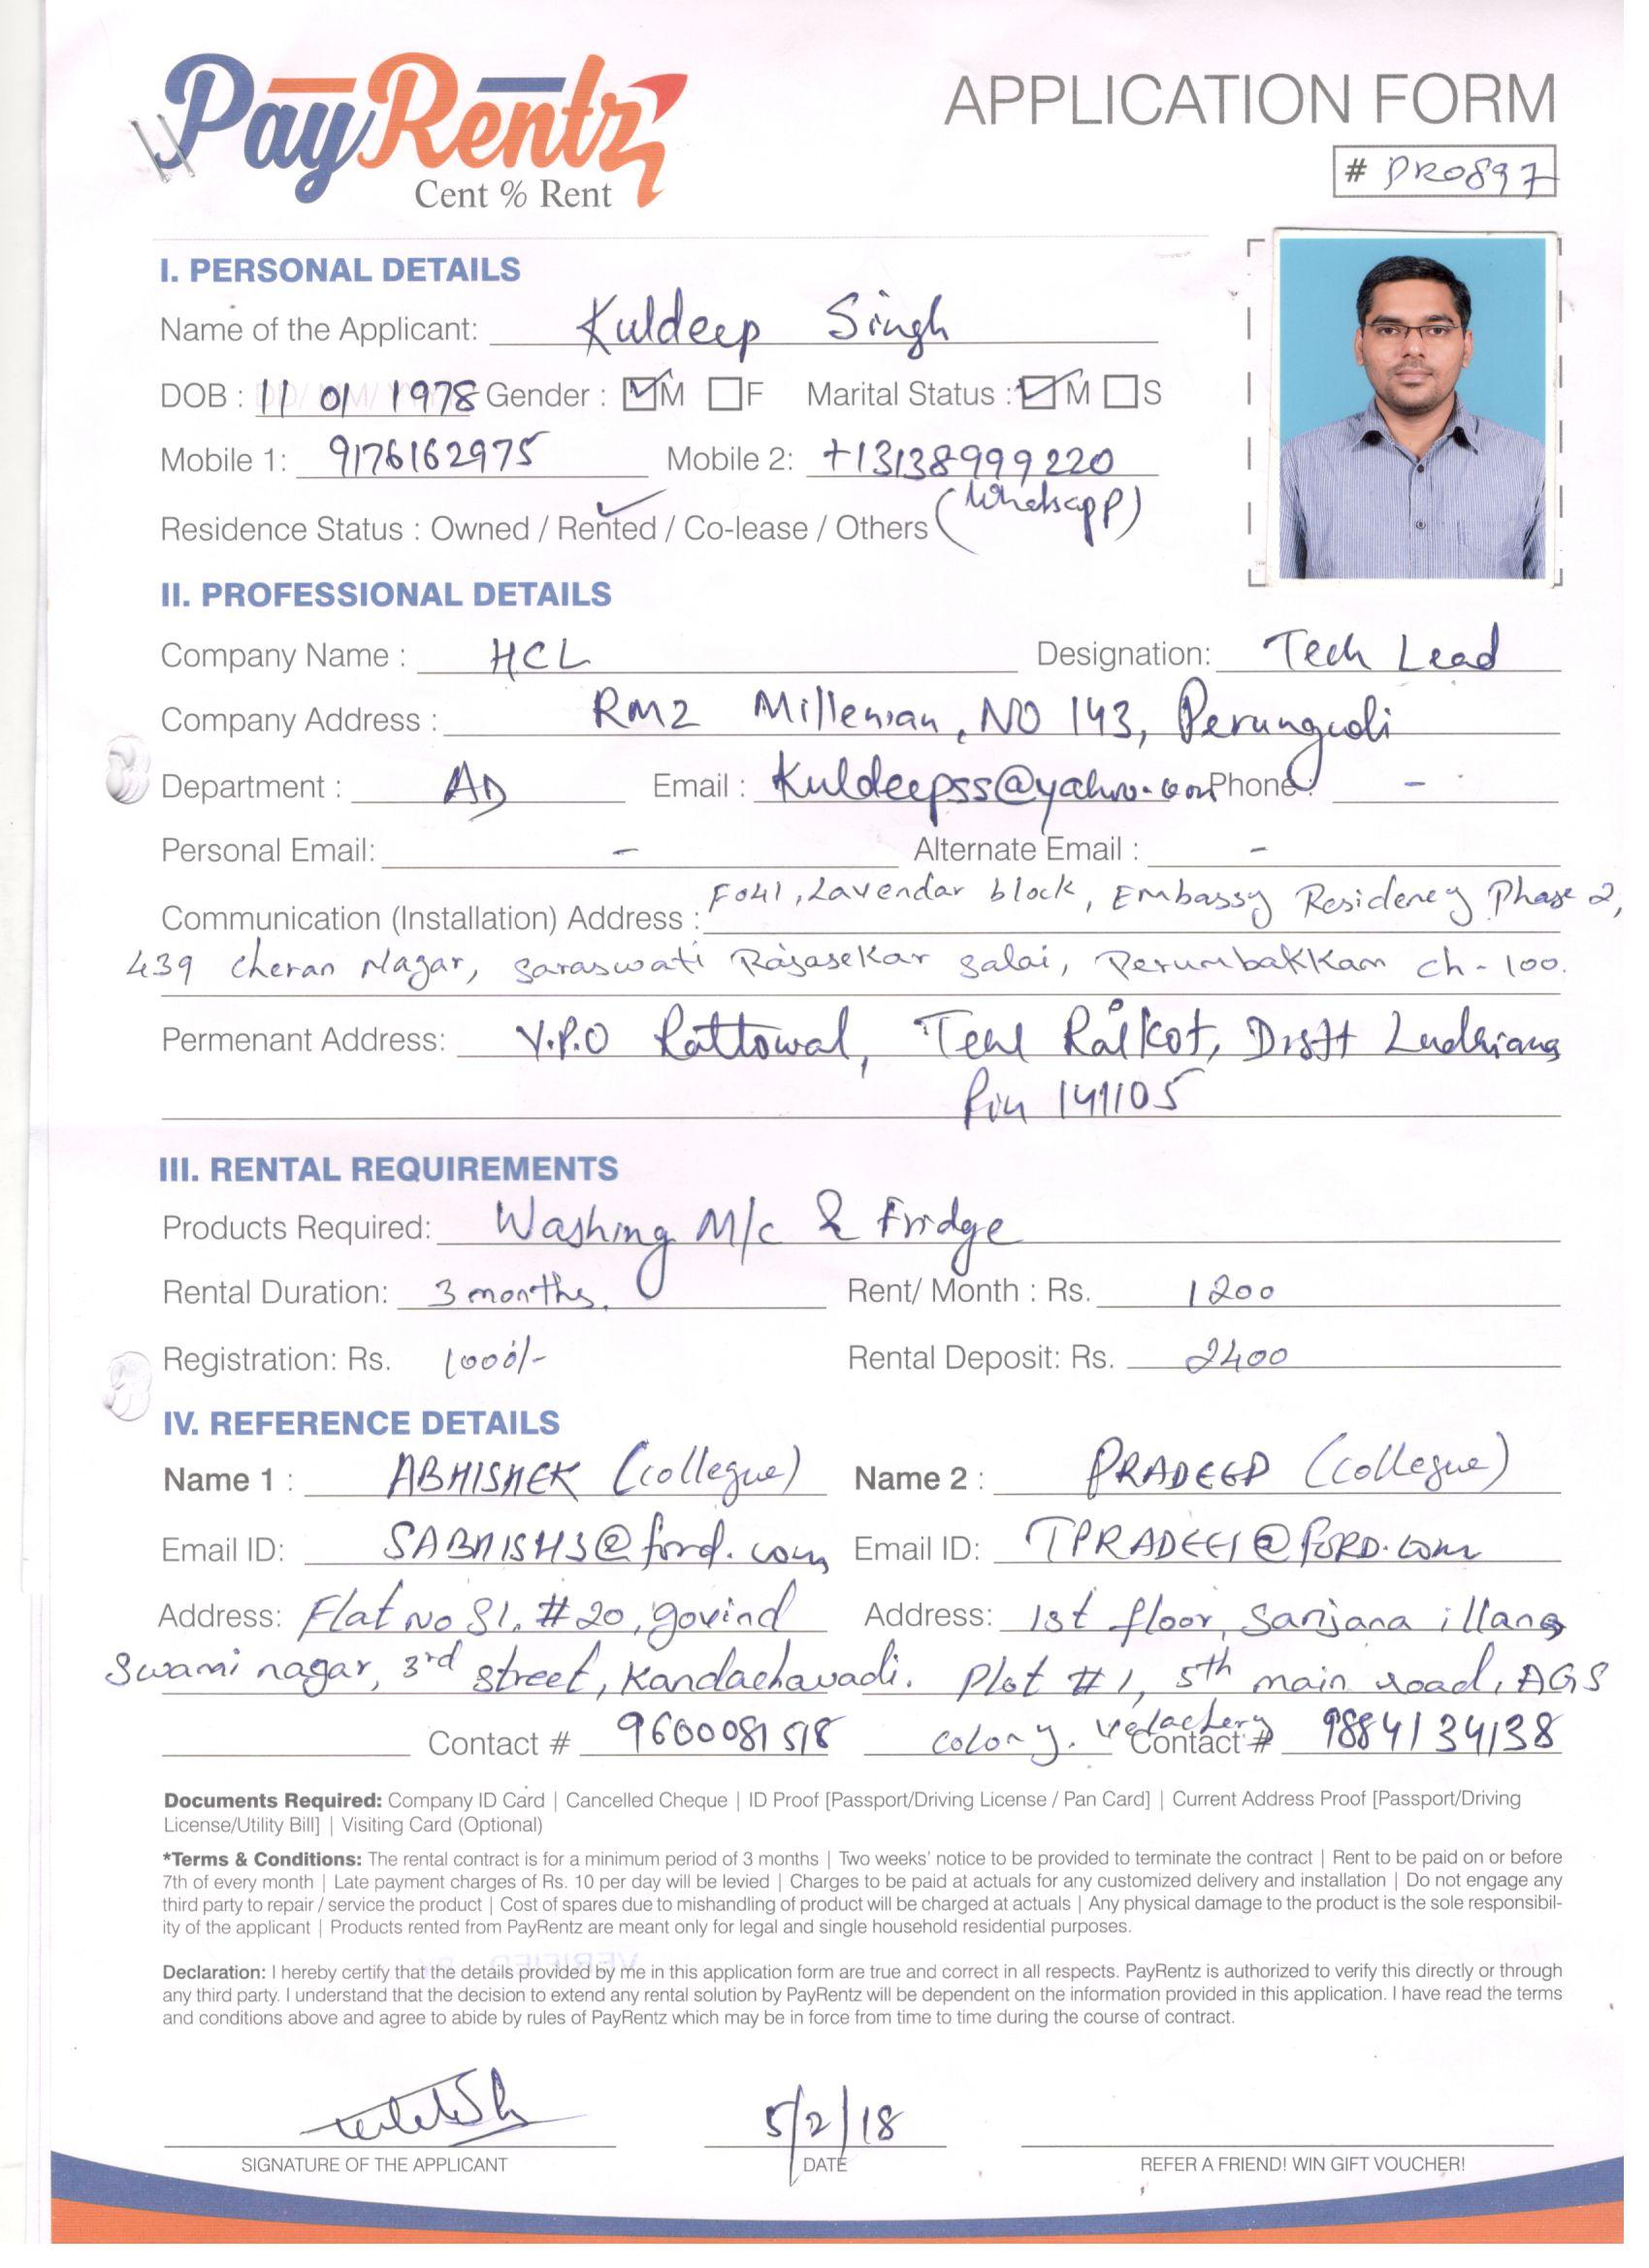 PayRentz
Cent % Rent
APPLICATION FORM
# PR0897
I. PERSONAL DETAILS
Name of the Applicant: Kuldeep Singh
DOB : 11 01 1978 Gender : M F Marital Status : M S
Mobile 1: 9176162975 Mobile 2: +13138999220
(Whatsapp)
Residence Status : Owned / Rented / Co-lease / Others
II. PROFESSIONAL DETAILS
Company Name : HCL Designation: Tech Lead
Company Address : RMZ Millenian, NO 143, Perungudi
Department : AD Email : Kuldeepss@yahoo.com Phone : -
Personal Email: - Alternate Email : -
Communication (Installation) Address : F041, Lavendar block, Embassy Residency Phase 2,
439 Cheran Nagar, Saraswati Rajasekar Salai, Perumbakkam ch - 100.
Permenant Address: V.P.O Rattowal, Tehl Raikot, Distt Ludhiana
Pin 141105
III. RENTAL REQUIREMENTS
Products Required: Washing M/c & Fridge
Rental Duration: 3 months. Rent/ Month : Rs. 1200
Registration: Rs. 1000/- Rental Deposit: Rs. 2400
IV. REFERENCE DETAILS
Name 1 : ABHISHEK (collegue) Name 2 : PRADEEP (collegue)
Email ID: SABHISH3@ford.com Email ID: TPRADEE1@FORD.com
Address: Flat No S1, #20, govind Address: 1st floor, Sanjana illam
Swami nagar, 3rd street, Kandachavadi. Plot #1, 5th main road, AGS
Contact # 9600081518 colony. Velachery Contact # 9884134138
Documents Required: Company ID Card | Cancelled Cheque | ID Proof [Passport/Driving License / Pan Card] | Current Address Proof [Passport/Driving
License/Utility Bill] | Visiting Card (Optional)
*Terms & Conditions: The rental contract is for a minimum period of 3 months | Two weeks' notice to be provided to terminate the contract | Rent to be paid on or before
7th of every month | Late payment charges of Rs. 10 per day will be levied | Charges to be paid at actuals for any customized delivery and installation | Do not engage any
third party to repair / service the product | Cost of spares due to mishandling of product will be charged at actuals | Any physical damage to the product is the sole responsibil-
ity of the applicant | Products rented from PayRentz are meant only for legal and single household residential purposes.
Declaration: I hereby certify that the details provided by me in this application form are true and correct in all respects. PayRentz is authorized to verify this directly or through
any third party. I understand that the decision to extend any rental solution by PayRentz will be dependent on the information provided in this application. I have read the terms
and conditions above and agree to abide by rules of PayRentz which may be in force from time to time during the course of contract.
5/2/18
SIGNATURE OF THE APPLICANT DATE REFER A FRIEND! WIN GIFT VOUCHER!